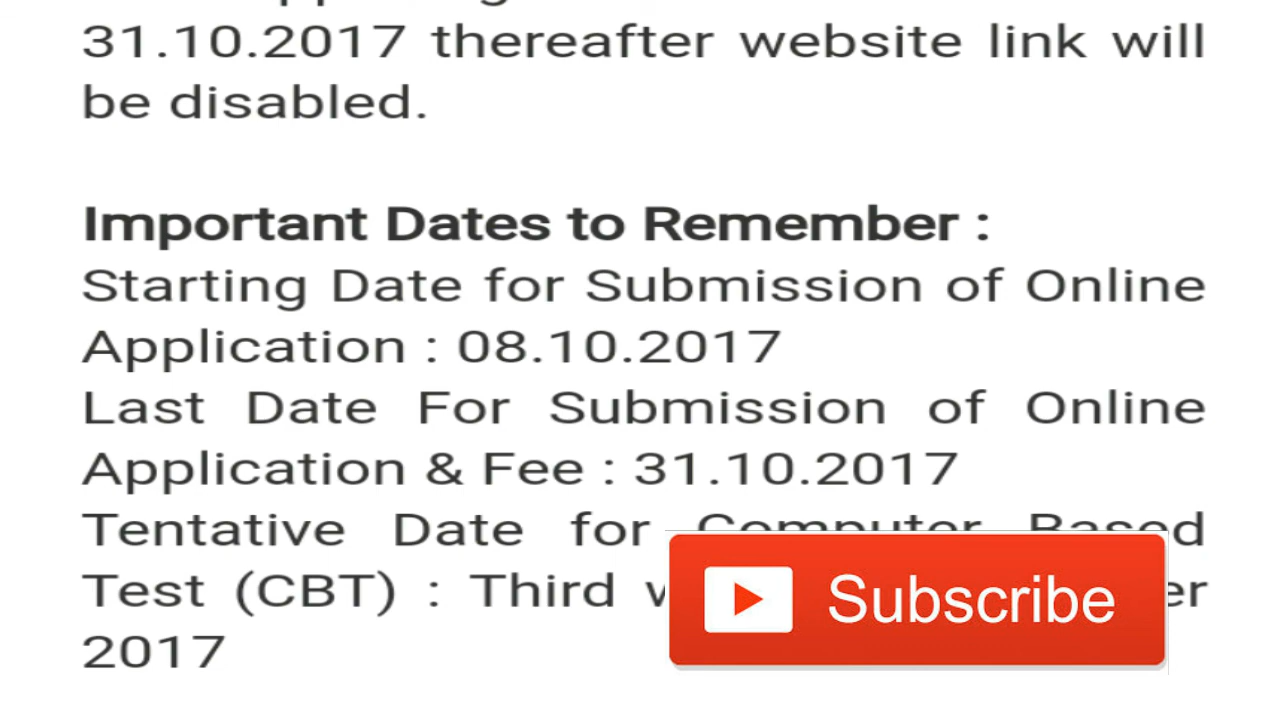 31.10.2017 thereafter website link will
be disabled.
Important Dates to Remember :
Starting Date for Submission of Online
Application : 08.10.2017
Last Date For Submission of Online
Application & Fee : 31.10.2017
Tentative Date for Computer Based
Test (CBT) : Third
2017
Subscribe